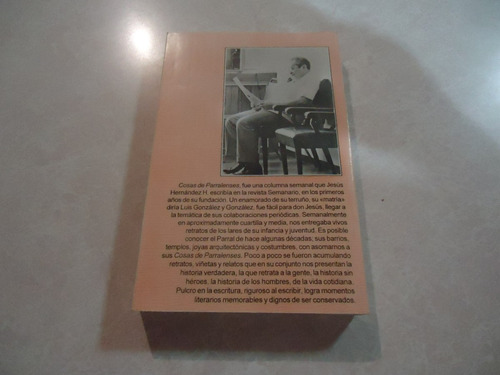 Cosas de Parralenses, fue una columna semanal que Jesús
Hernández H. escribía en la revista Semanario, en los primeros
años de su fundación. Un enamorado de su terruño, su «matria»
diría Luis González y González, fue fácil para don Jesús, llegar a
la temática de sus colaboraciones periódicas. Semanalmente
en aproximadamente cuartilla y media, nos entregaba vivos
retratos de los lares de su infancia y juventud. Es posible
conocer el Parral de hace algunas décadas; sus barrios,
templos, joyas arquitectónicas y costumbres, con asomarnos a
sus Cosas de Parralenses. Poco a poco se fueron acumulando
retratos, viñetas y relatos que en su conjunto nos presentan la
historia verdadera, la que retrata a la gente, la historia sin
héroes, la historia de los hombres, de la vida cotidiana.
Pulcro en la escritura, riguroso al escribir, logra momentos
literarios memorables y dignos de ser conservados.